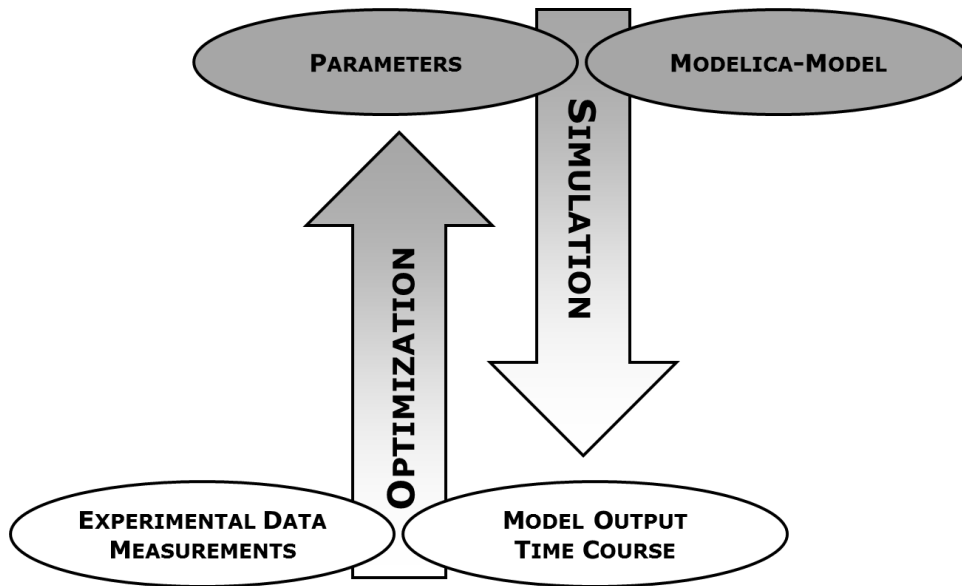 PARAMETERS
MODELICA-MODEL
SIMULATION
OPTIMIZATION
EXPERIMENTAL DATA
MEASUREMENTS
MODEL OUTPUT
TIME COURSE